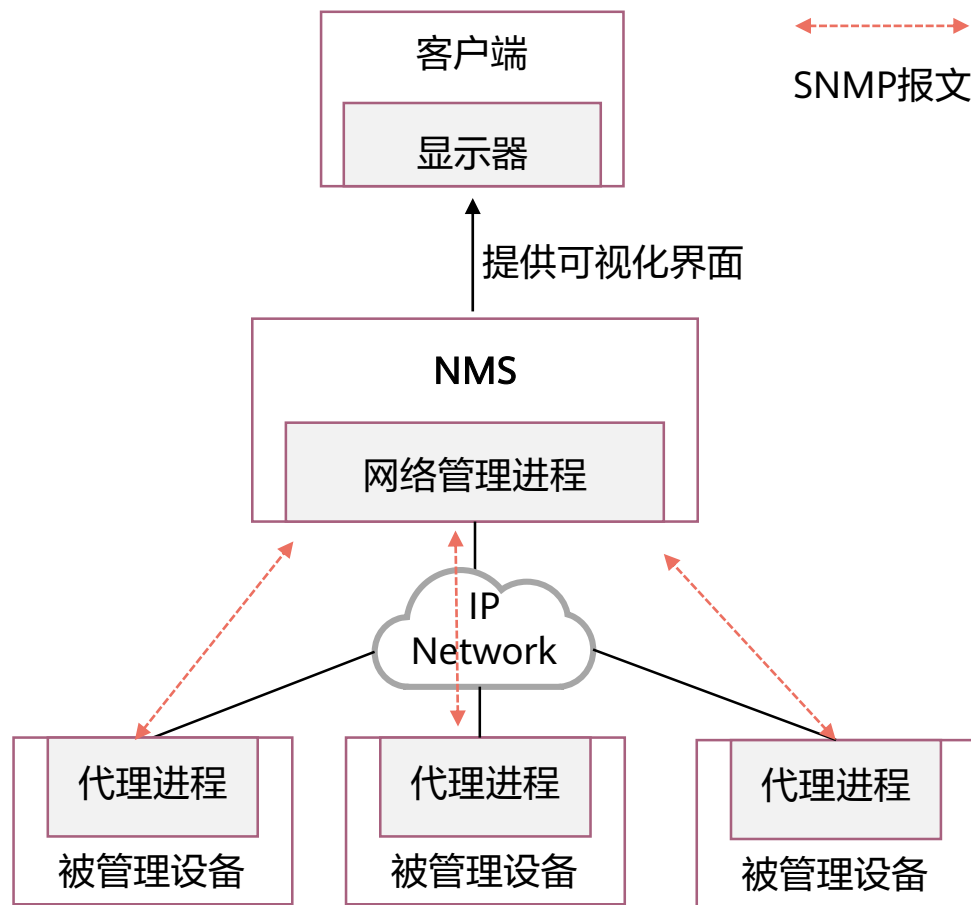 客户端
SNMP报文
显示器
提供可视化界面
NMS
网络管理进程
IP
Network
代理进程
代理进程
代理进程
被管理设备
被管理设备
被管理设备